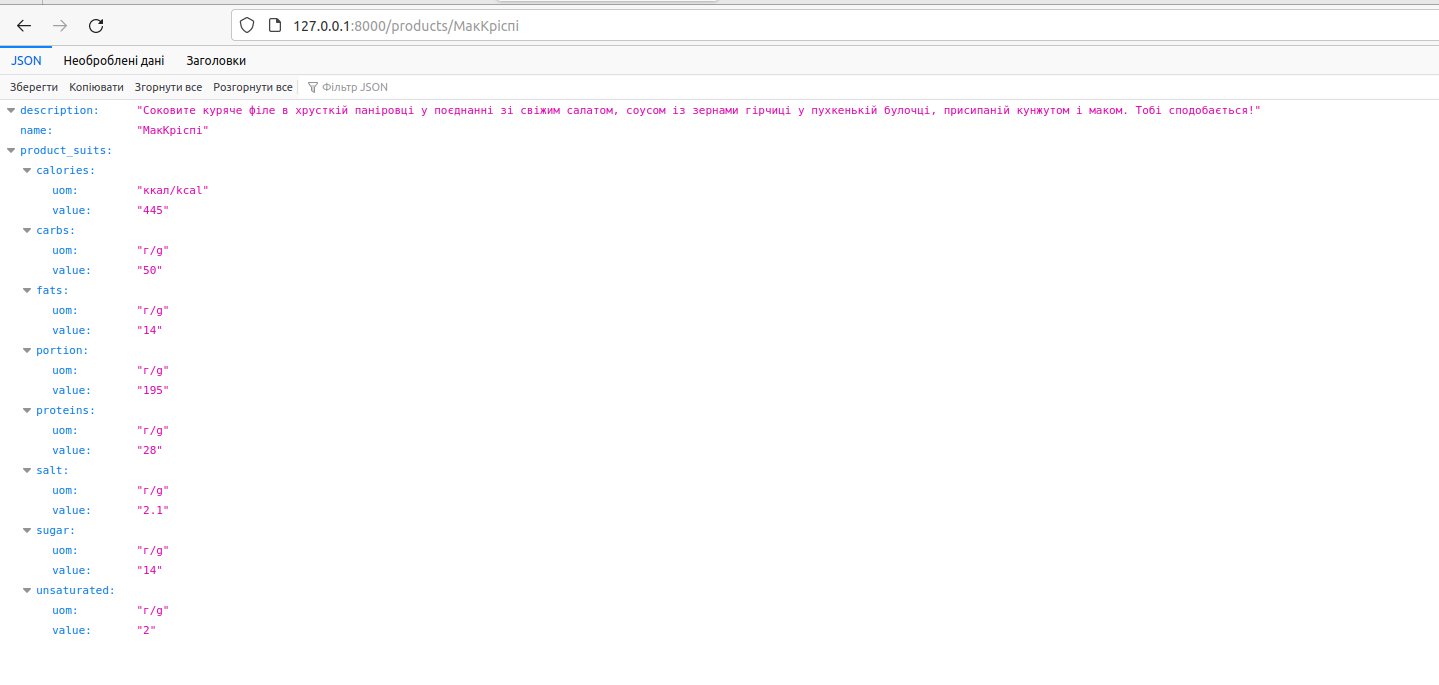 127.0.0.1:8000/products/МакКріспі
JSON Необроблені дані Заголовки
Зберегти Копіювати Згорнути все Розгорнути все Фільтр JSON
description: "Соковите куряче філе в хрусткій паніровці у поєднанні зі свіжим салатом, соусом із зернами гірчиці у пухкенькій булочці, присипаній кунжутом і маком. Тобі сподобається!"
name: "МакКріспі"
product_suits:
calories:
uom: "ккал/kcal"
value: "445"
carbs:
uom: "г/g"
value: "50"
fats:
uom: "г/g"
value: "14"
portion:
uom: "г/g"
value: "195"
proteins:
uom: "г/g"
value: "28"
salt:
uom: "г/g"
value: "2.1"
sugar:
uom: "г/g"
value: "14"
unsaturated:
uom: "г/g"
value: "2"